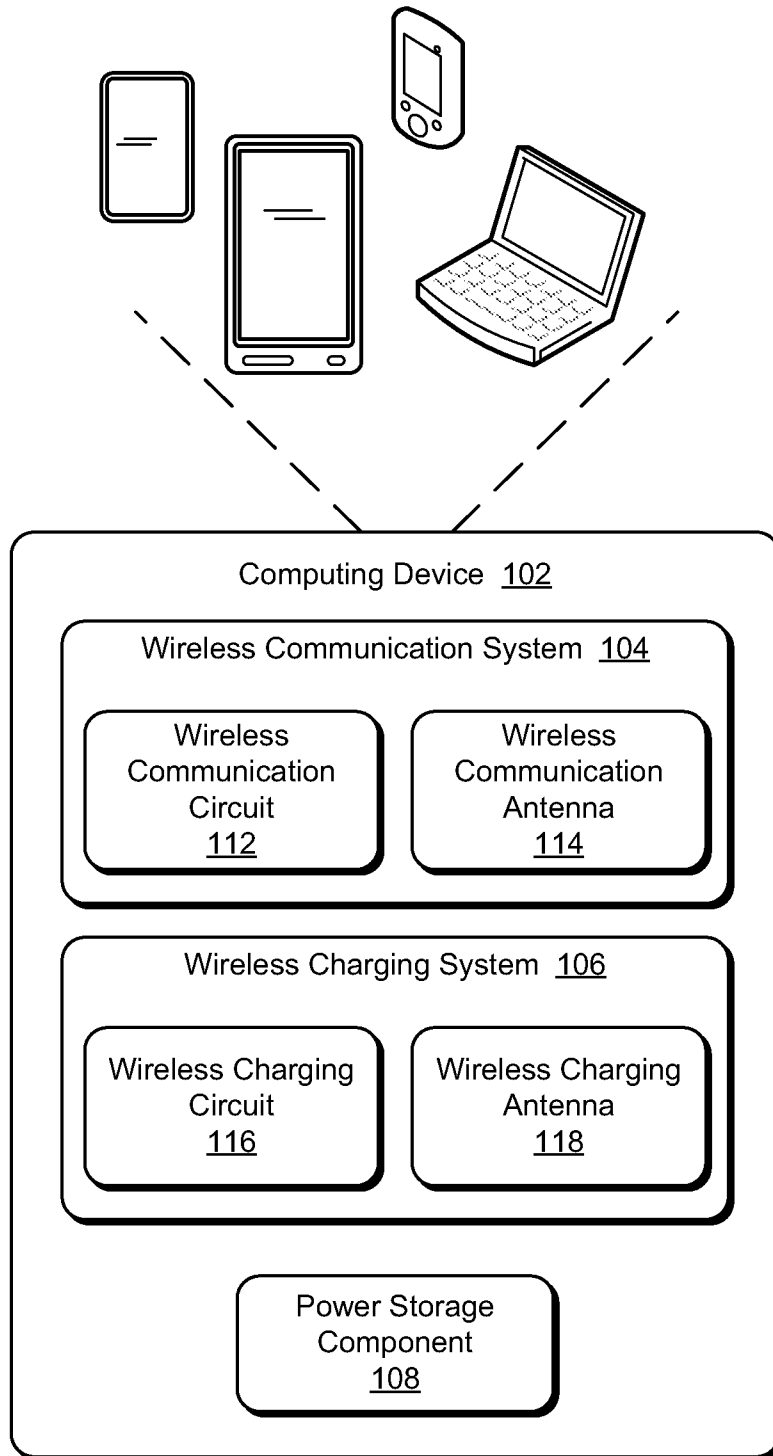 Computing Device 102
Wireless Communication System 104
Wireless
Communication
Circuit
112
Wireless
Communication
Antenna
114
Wireless Charging System 106
Wireless Charging
Circuit
116
Wireless Charging
Antenna
118
Power Storage
Component
108